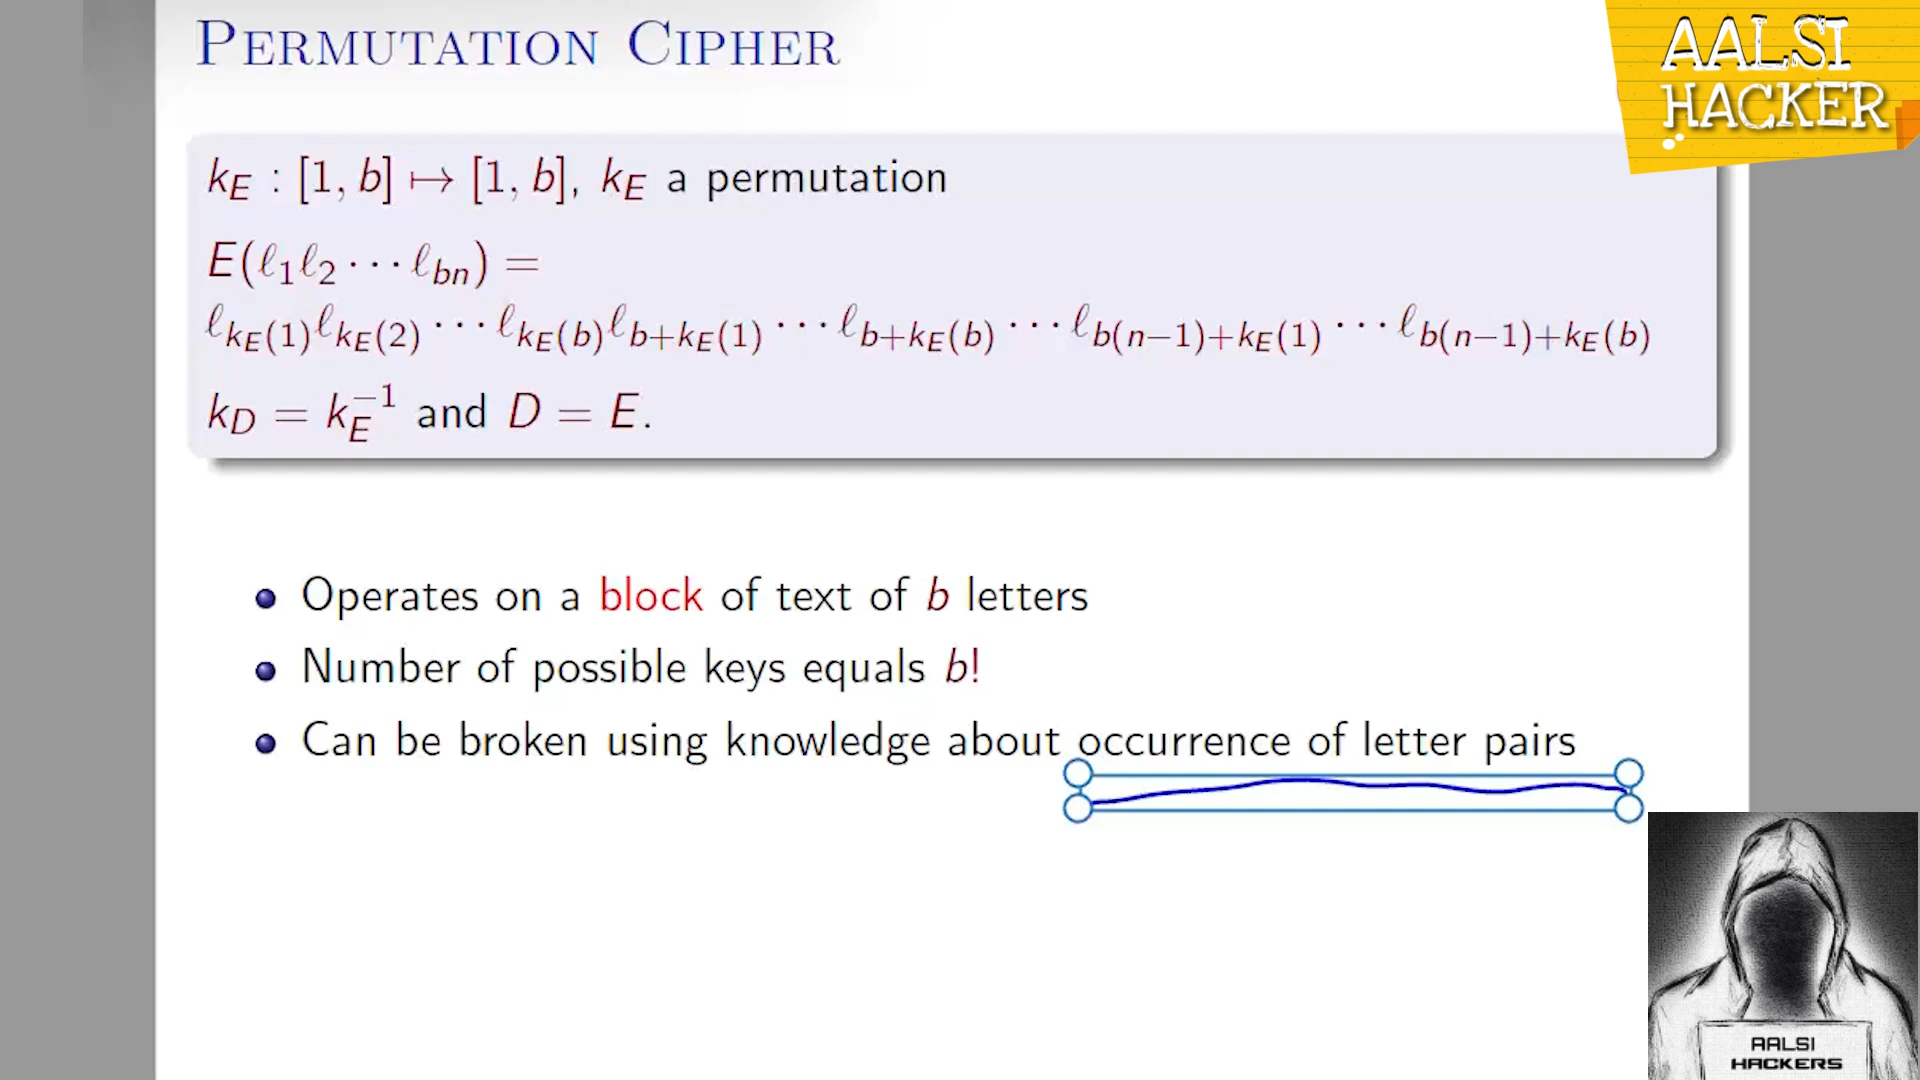 PERMUTATION CIPHER
AALSI
HACKER
k_E : [1, b] ↦ [1, b], k_E a permutation
E(ℓ_1ℓ_2 ⋯ ℓ_{bn}) =
ℓ_{k_E(1)}ℓ_{k_E(2)} ⋯ ℓ_{k_E(b)}ℓ_{b+k_E(1)} ⋯ ℓ_{b+k_E(b)} ⋯ ℓ_{b(n−1)+k_E(1)} ⋯ ℓ_{b(n−1)+k_E(b)}
k_D = k_E^{−1} and D = E.
• Operates on a block of text of b letters
• Number of possible keys equals b!
• Can be broken using knowledge about occurrence of letter pairs
AALSI
HACKERS